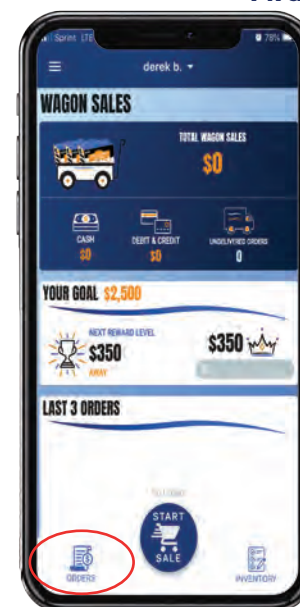 Sprint LTE 78%
derek b.
WAGON SALES
TOTAL WAGON SALES
$0
CASH DEBIT & CREDIT UNDELIVERED ORDERS
$0 $0 0
YOUR GOAL $2,500
NEXT REWARD LEVEL
$350 $350
AWAY
LAST 3 ORDERS
START
SALE
ORDERS INVENTORY